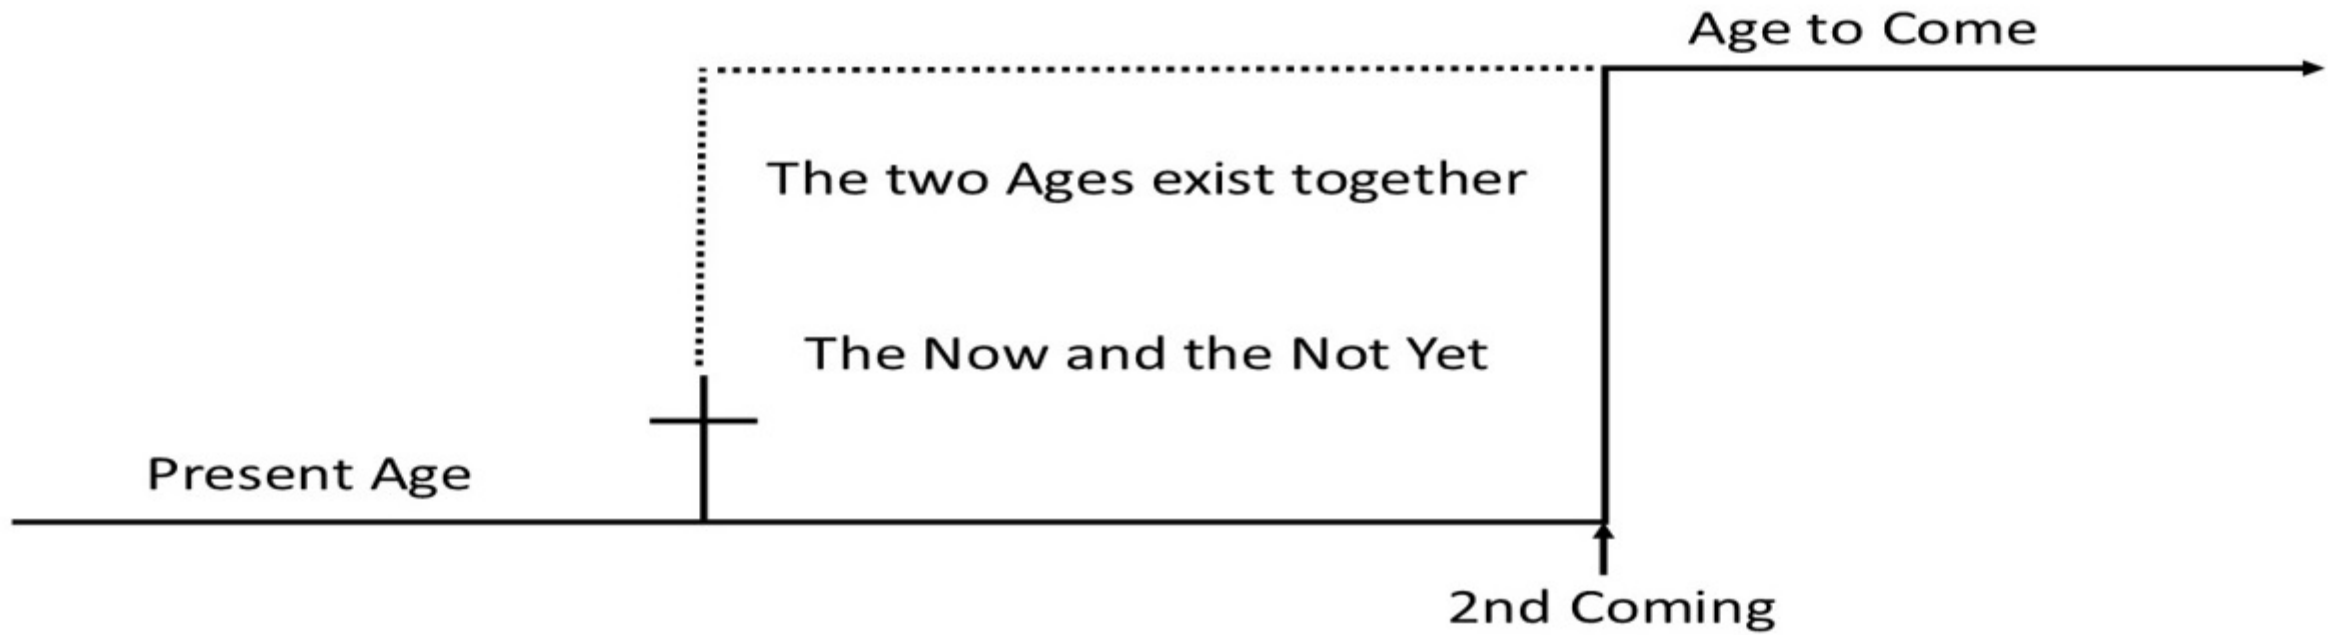 Age to Come
The two Ages exist together
The Now and the Not Yet
Present Age
2nd Coming